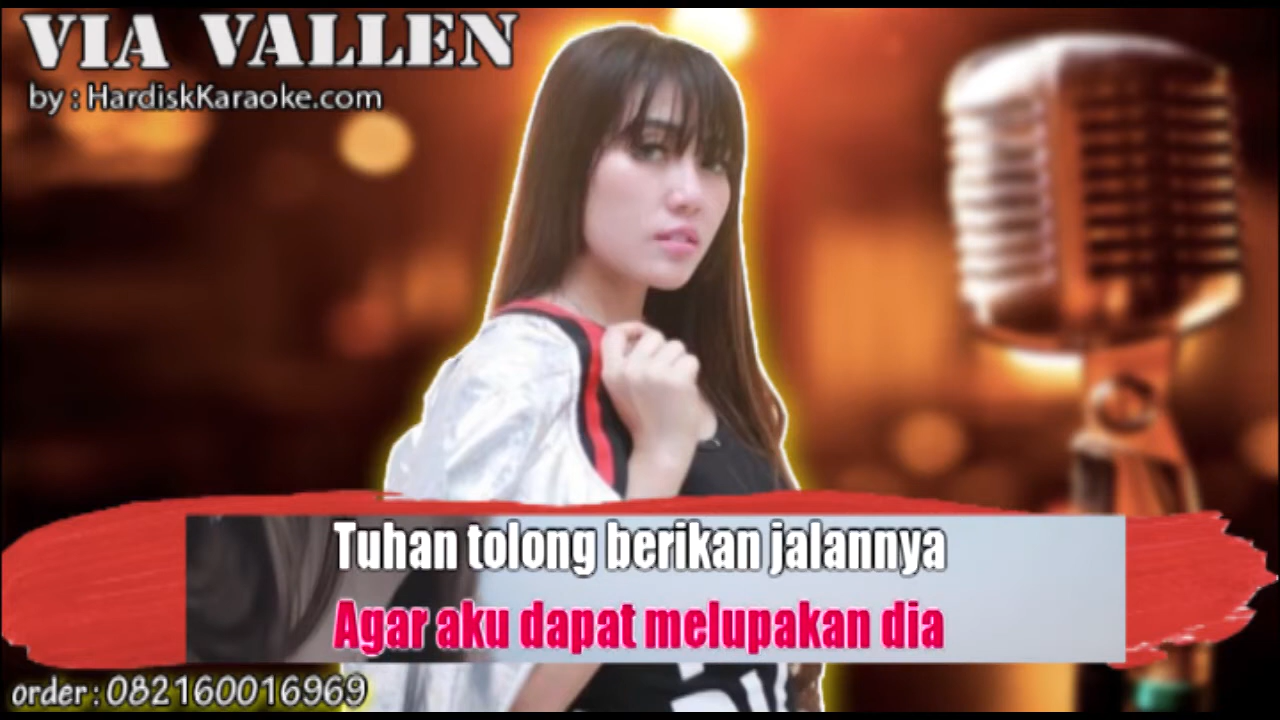 VIA VALLEN
by : HardiskKaraoke.com
Tuhan tolong berikan jalannya
Agar aku dapat melupakan dia
order : 082160016969